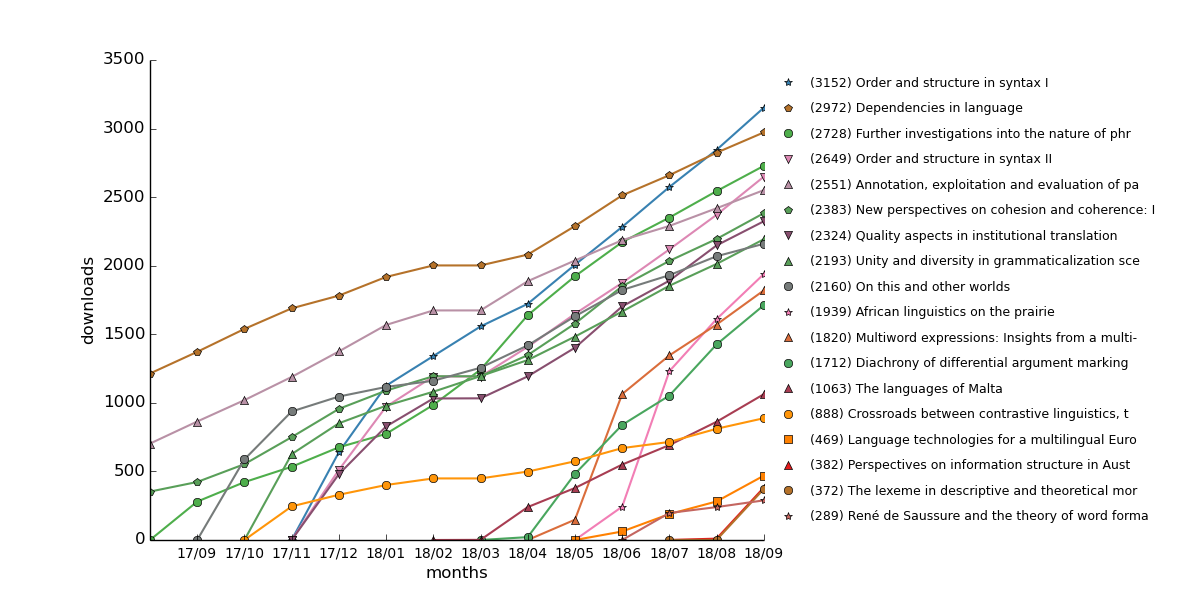 3500
3000
2500
2000
1500
1000
500
0
downloads
17/09 17/10 17/11 17/12 18/01 18/02 18/03 18/04 18/05 18/06 18/07 18/08 18/09
months
(3152) Order and structure in syntax I
(2972) Dependencies in language
(2728) Further investigations into the nature of phr
(2649) Order and structure in syntax II
(2551) Annotation, exploitation and evaluation of pa
(2383) New perspectives on cohesion and coherence: I
(2324) Quality aspects in institutional translation
(2193) Unity and diversity in grammaticalization sce
(2160) On this and other worlds
(1939) African linguistics on the prairie
(1820) Multiword expressions: Insights from a multi-
(1712) Diachrony of differential argument marking
(1063) The languages of Malta
(888) Crossroads between contrastive linguistics, t
(469) Language technologies for a multilingual Euro
(382) Perspectives on information structure in Aust
(372) The lexeme in descriptive and theoretical mor
(289) René de Saussure and the theory of word forma